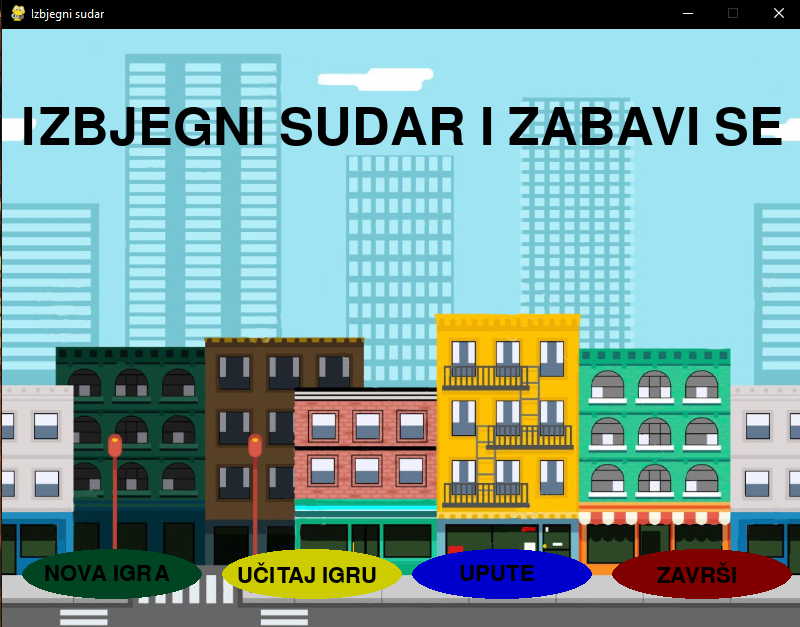 Izbjegni sudar
IZBJEGNI SUDAR I ZABAVI SE
NOVA IGRA
UČITAJ IGRU
UPUTE
ZAVRŠI